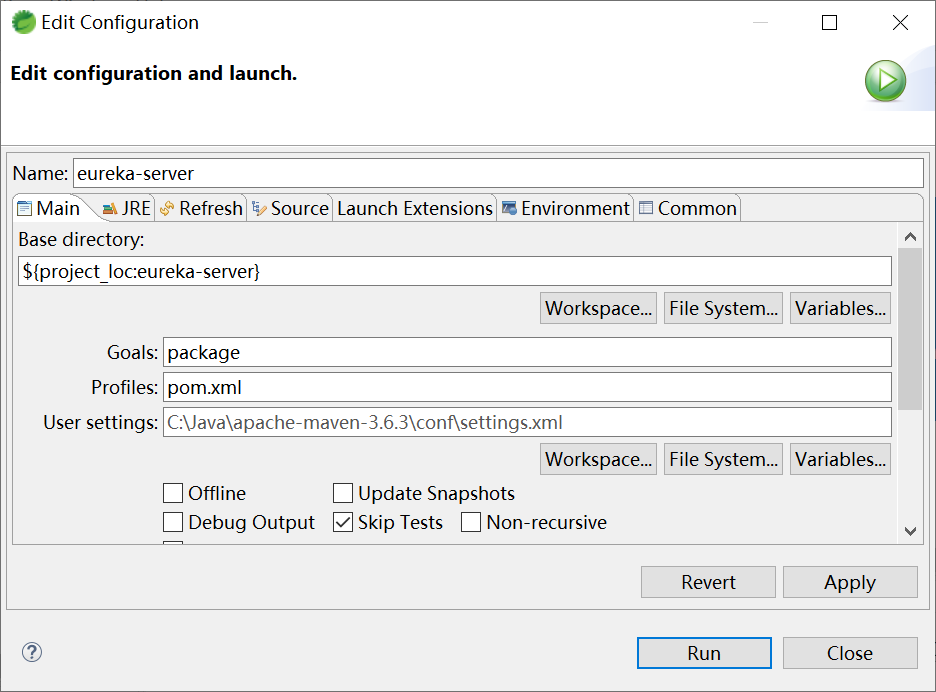 Edit Configuration
Edit configuration and launch.
Name: eureka-server
Main JRE Refresh Source Launch Extensions Environment Common
Base directory:
${project_loc:eureka-server}
Workspace... File System... Variables...
Goals: package
Profiles: pom.xml
User settings: C:\Java\apache-maven-3.6.3\conf\settings.xml
Workspace... File System... Variables...
Offline Update Snapshots
Debug Output Skip Tests Non-recursive
Revert Apply
? Run Close